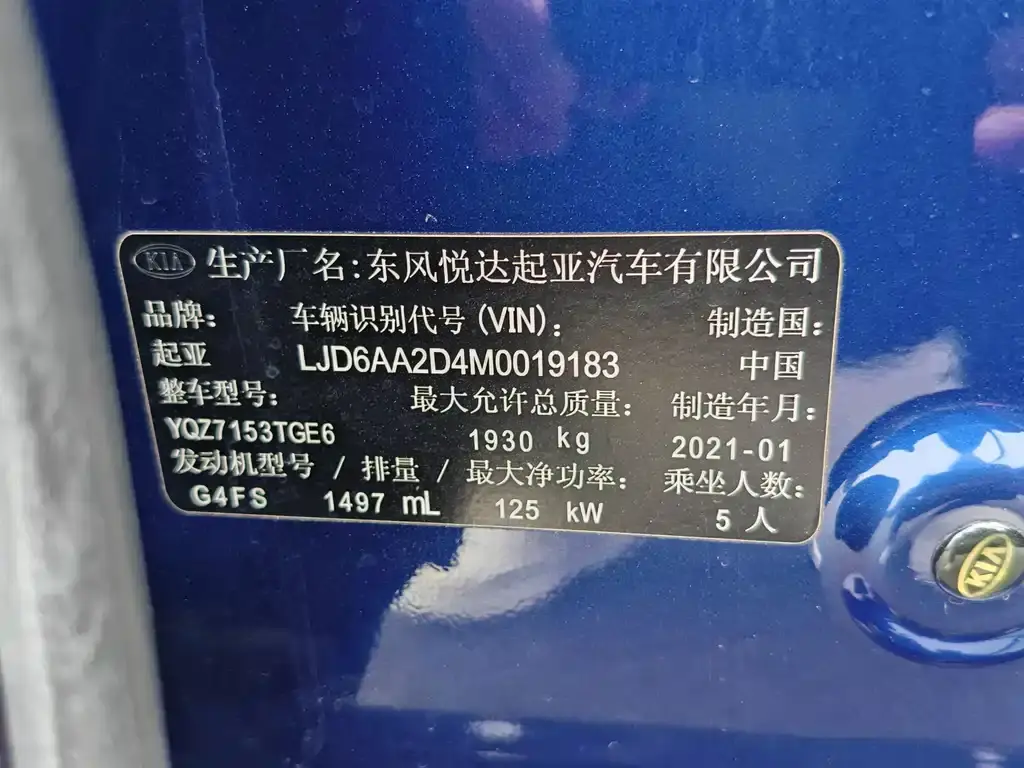 KIA 生产厂名:东风悦达起亚汽车有限公司
品牌: 车辆识别代号(VIN): 制造国:
起亚 LJD6AA2D4M0019183 中国
整车型号: 最大允许总质量: 制造年月:
YQZ7153TGE6 1930 kg 2021-01
发动机型号 / 排量 / 最大净功率: 乘坐人数:
G4FS 1497 mL 125 kW 5人
KIA